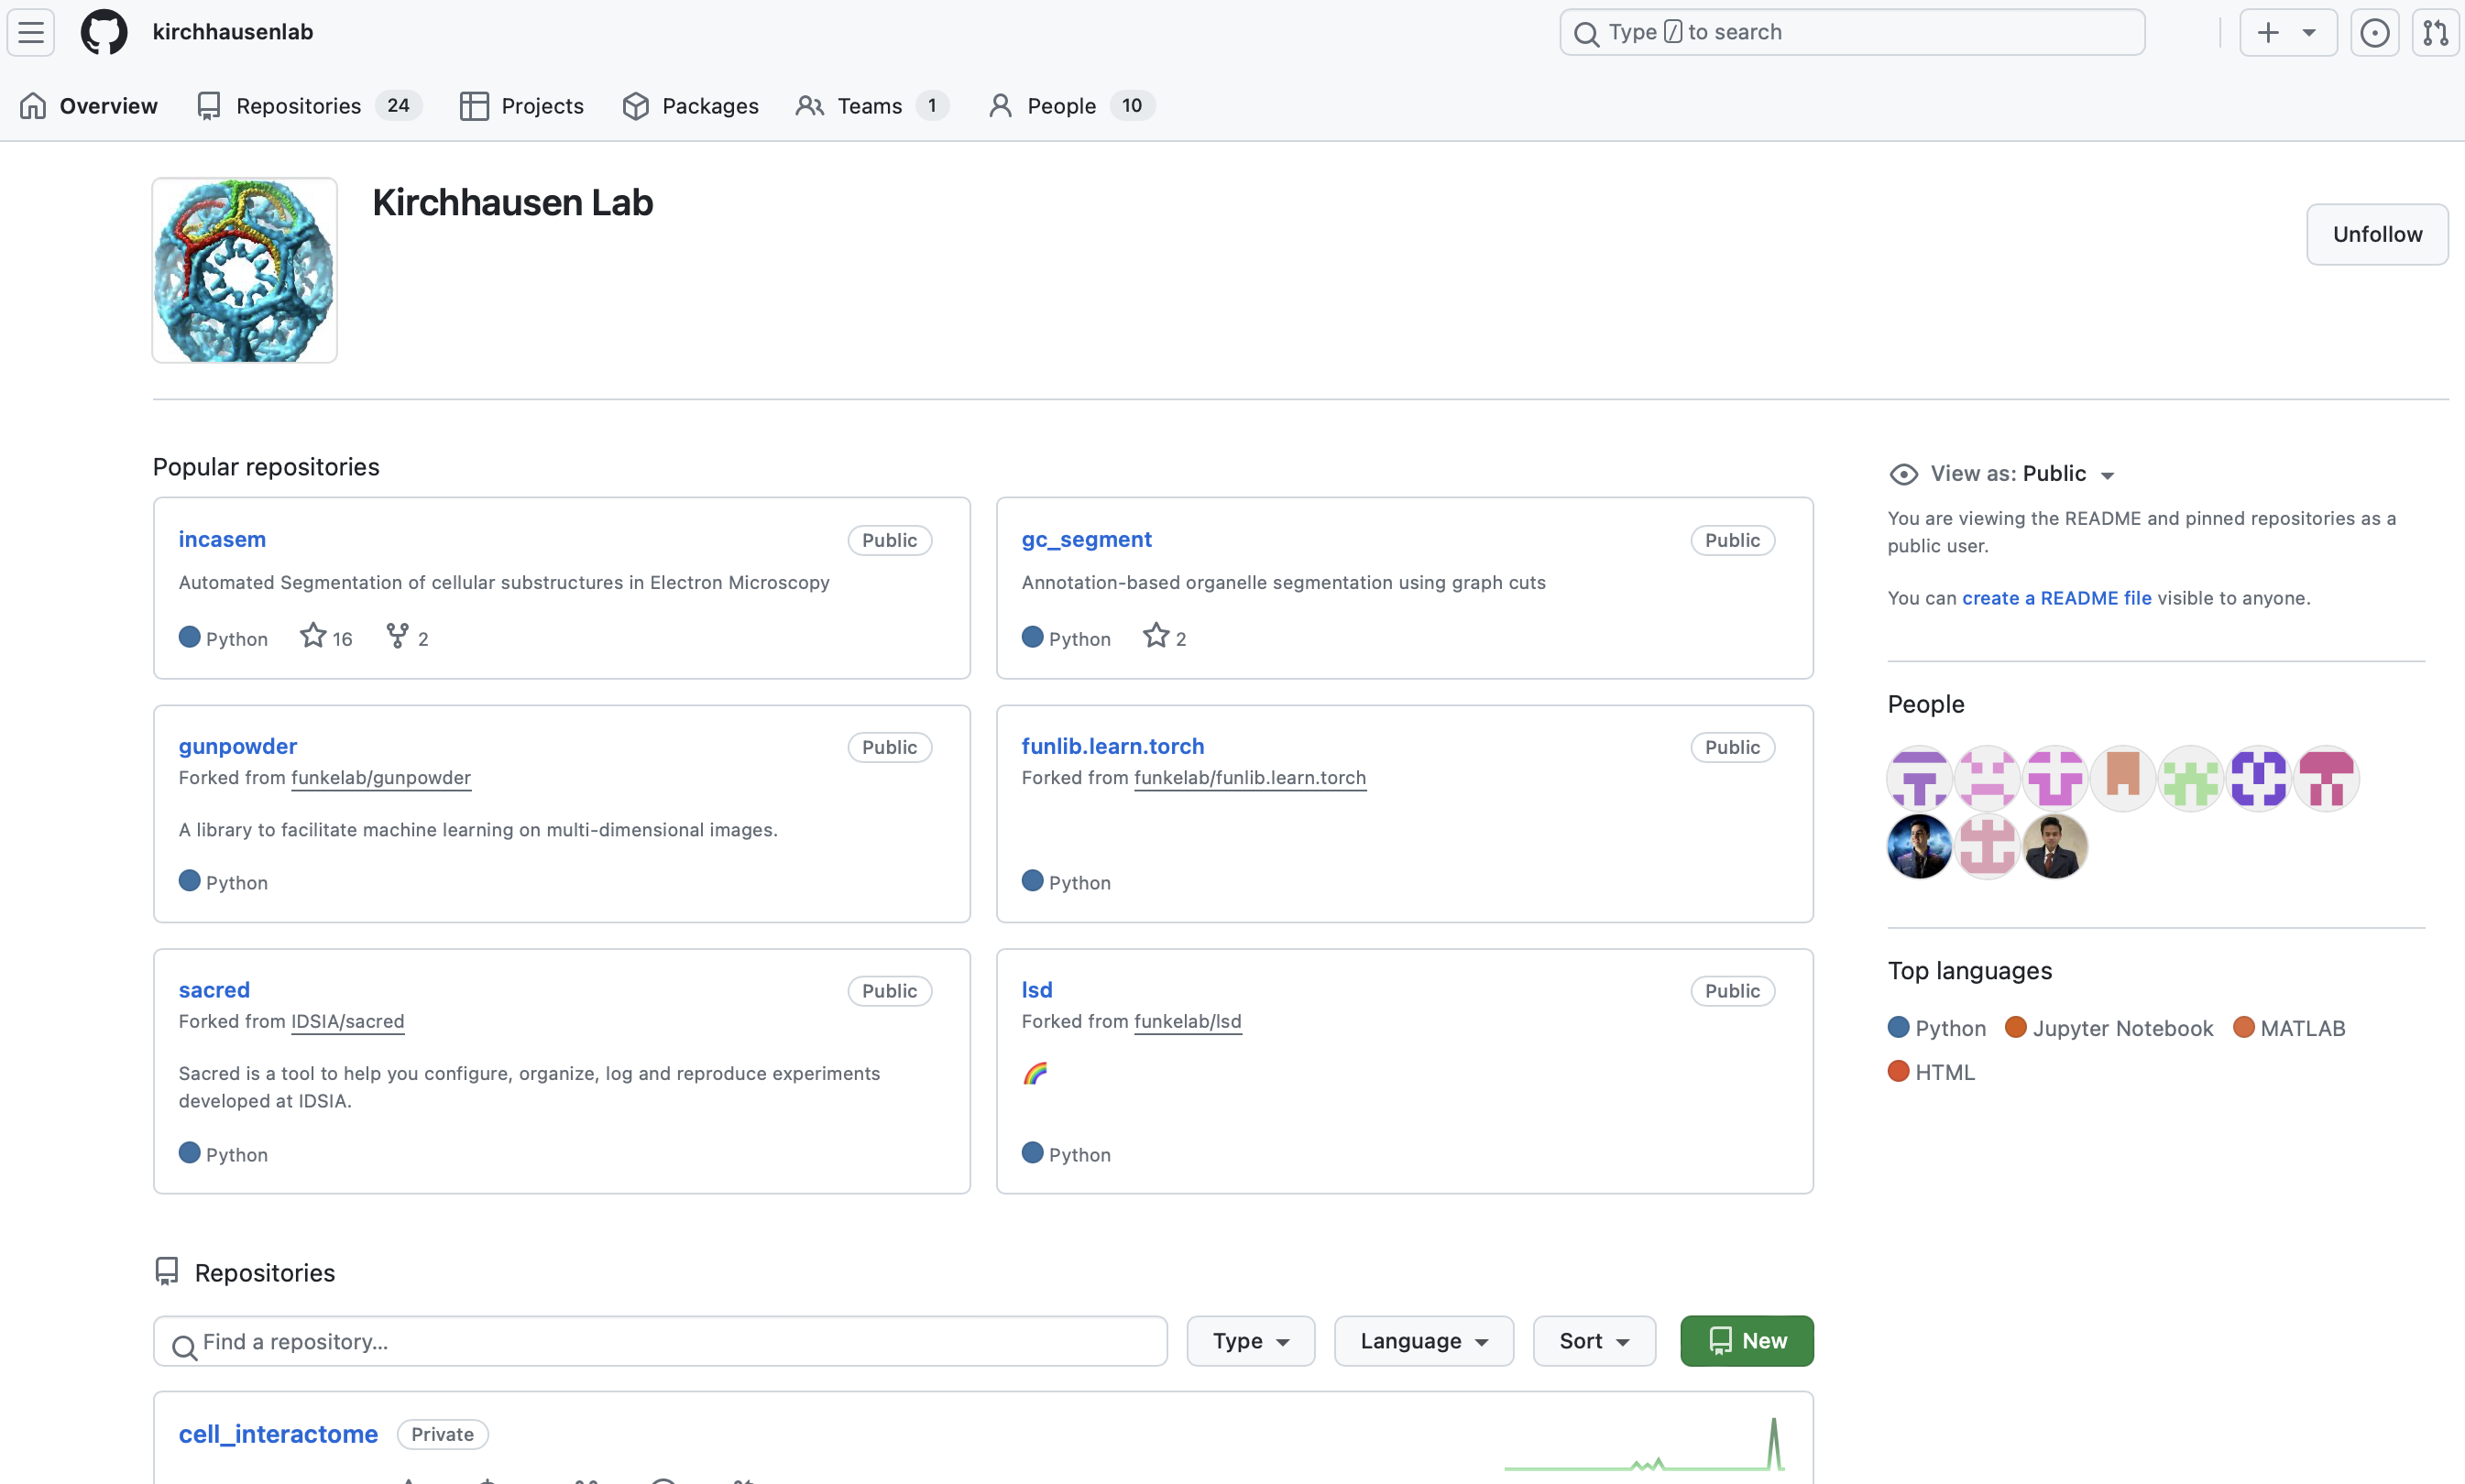 kirchhausenlab
Type / to search
Overview
Repositories 24
Projects
Packages
Teams 1
People 10
Kirchhausen Lab
Unfollow
Popular repositories
incasem Public
Automated Segmentation of cellular substructures in Electron Microscopy
Python 16 2
gc_segment Public
Annotation-based organelle segmentation using graph cuts
Python 2
gunpowder Public
Forked from funkelab/gunpowder
A library to facilitate machine learning on multi-dimensional images.
Python
funlib.learn.torch Public
Forked from funkelab/funlib.learn.torch
Python
sacred Public
Forked from IDSIA/sacred
Sacred is a tool to help you configure, organize, log and reproduce experiments
developed at IDSIA.
Python
lsd Public
Forked from funkelab/lsd
🌈
Python
View as: Public
You are viewing the README and pinned repositories as a
public user.
You can create a README file visible to anyone.
People
Top languages
Python Jupyter Notebook MATLAB
HTML
Repositories
Find a repository...
Type
Language
Sort
New
cell_interactome Private